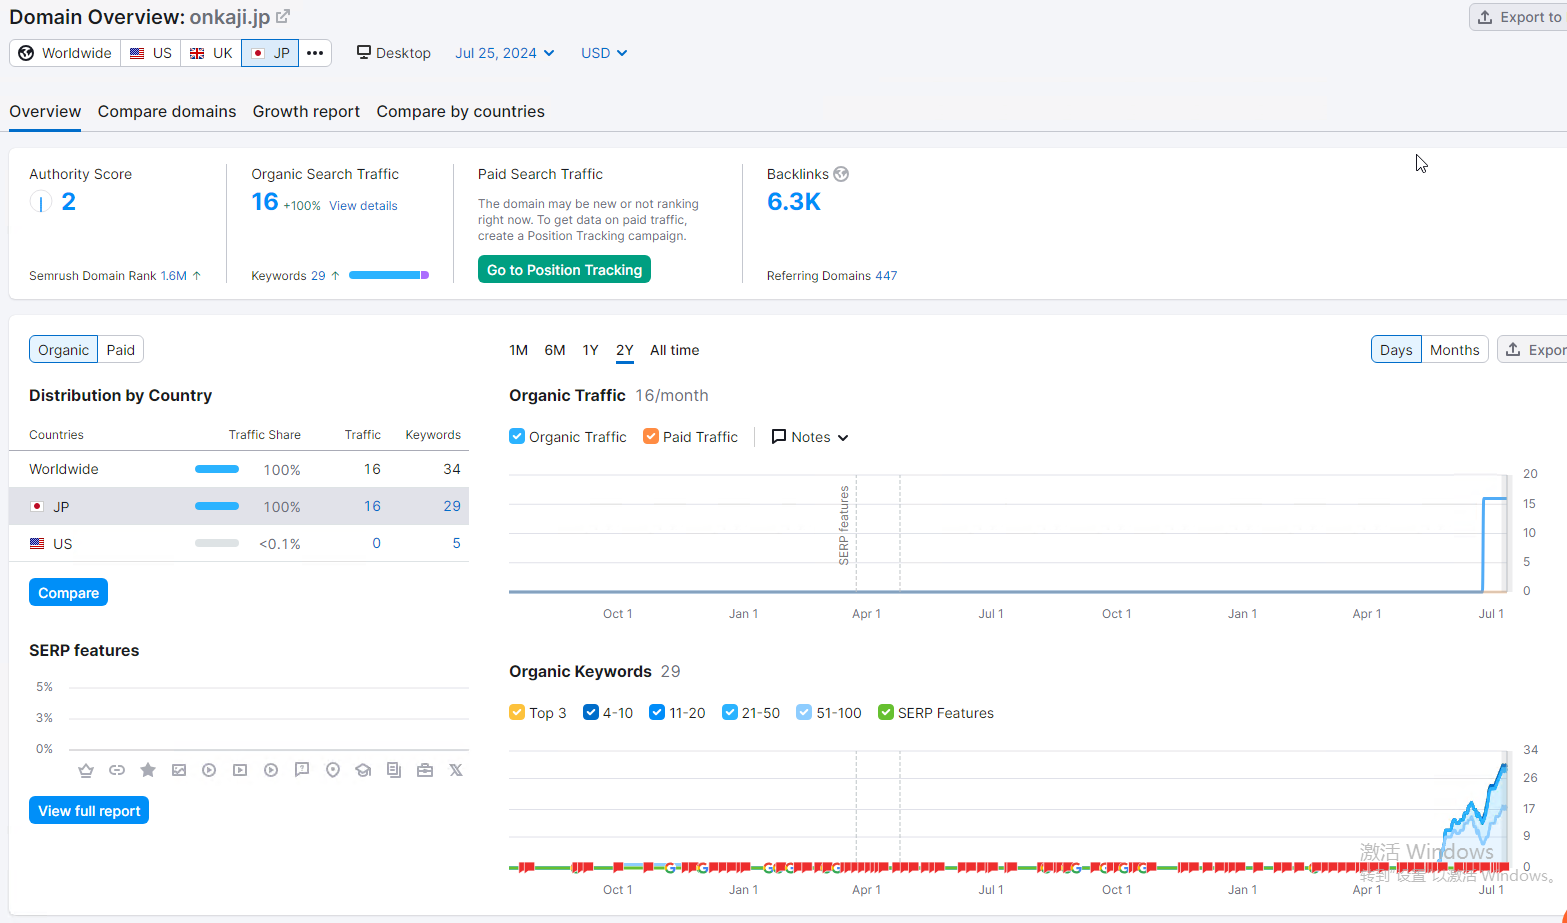 Domain Overview: onkaji.jp
Export to
Worldwide US UK JP ••• Desktop Jul 25, 2024 USD
Overview Compare domains Growth report Compare by countries
Authority Score
2
Semrush Domain Rank 1.6M ↑
Organic Search Traffic
16 +100% View details
Keywords 29 ↑
Paid Search Traffic
The domain may be new or not ranking
right now. To get data on paid traffic,
create a Position Tracking campaign.
Go to Position Tracking
Backlinks
6.3K
Referring Domains 447
Organic Paid
Distribution by Country
Countries Traffic Share Traffic Keywords
Worldwide 100% 16 34
JP 100% 16 29
US <0.1% 0 5
Compare
SERP features
5%
3%
0%
View full report
1M 6M 1Y 2Y All time
Days Months Expor
Organic Traffic 16/month
Organic Traffic Paid Traffic Notes
SERP features
20
15
10
5
0
Oct 1 Jan 1 Apr 1 Jul 1 Oct 1 Jan 1 Apr 1 Jul 1
Organic Keywords 29
Top 3 4-10 11-20 21-50 51-100 SERP Features
34
26
17
9
0
Oct 1 Jan 1 Apr 1 Jul 1 Oct 1 Jan 1 Apr 1 Jul 1
激活 Windows
转到"设置"以激活 Windows。